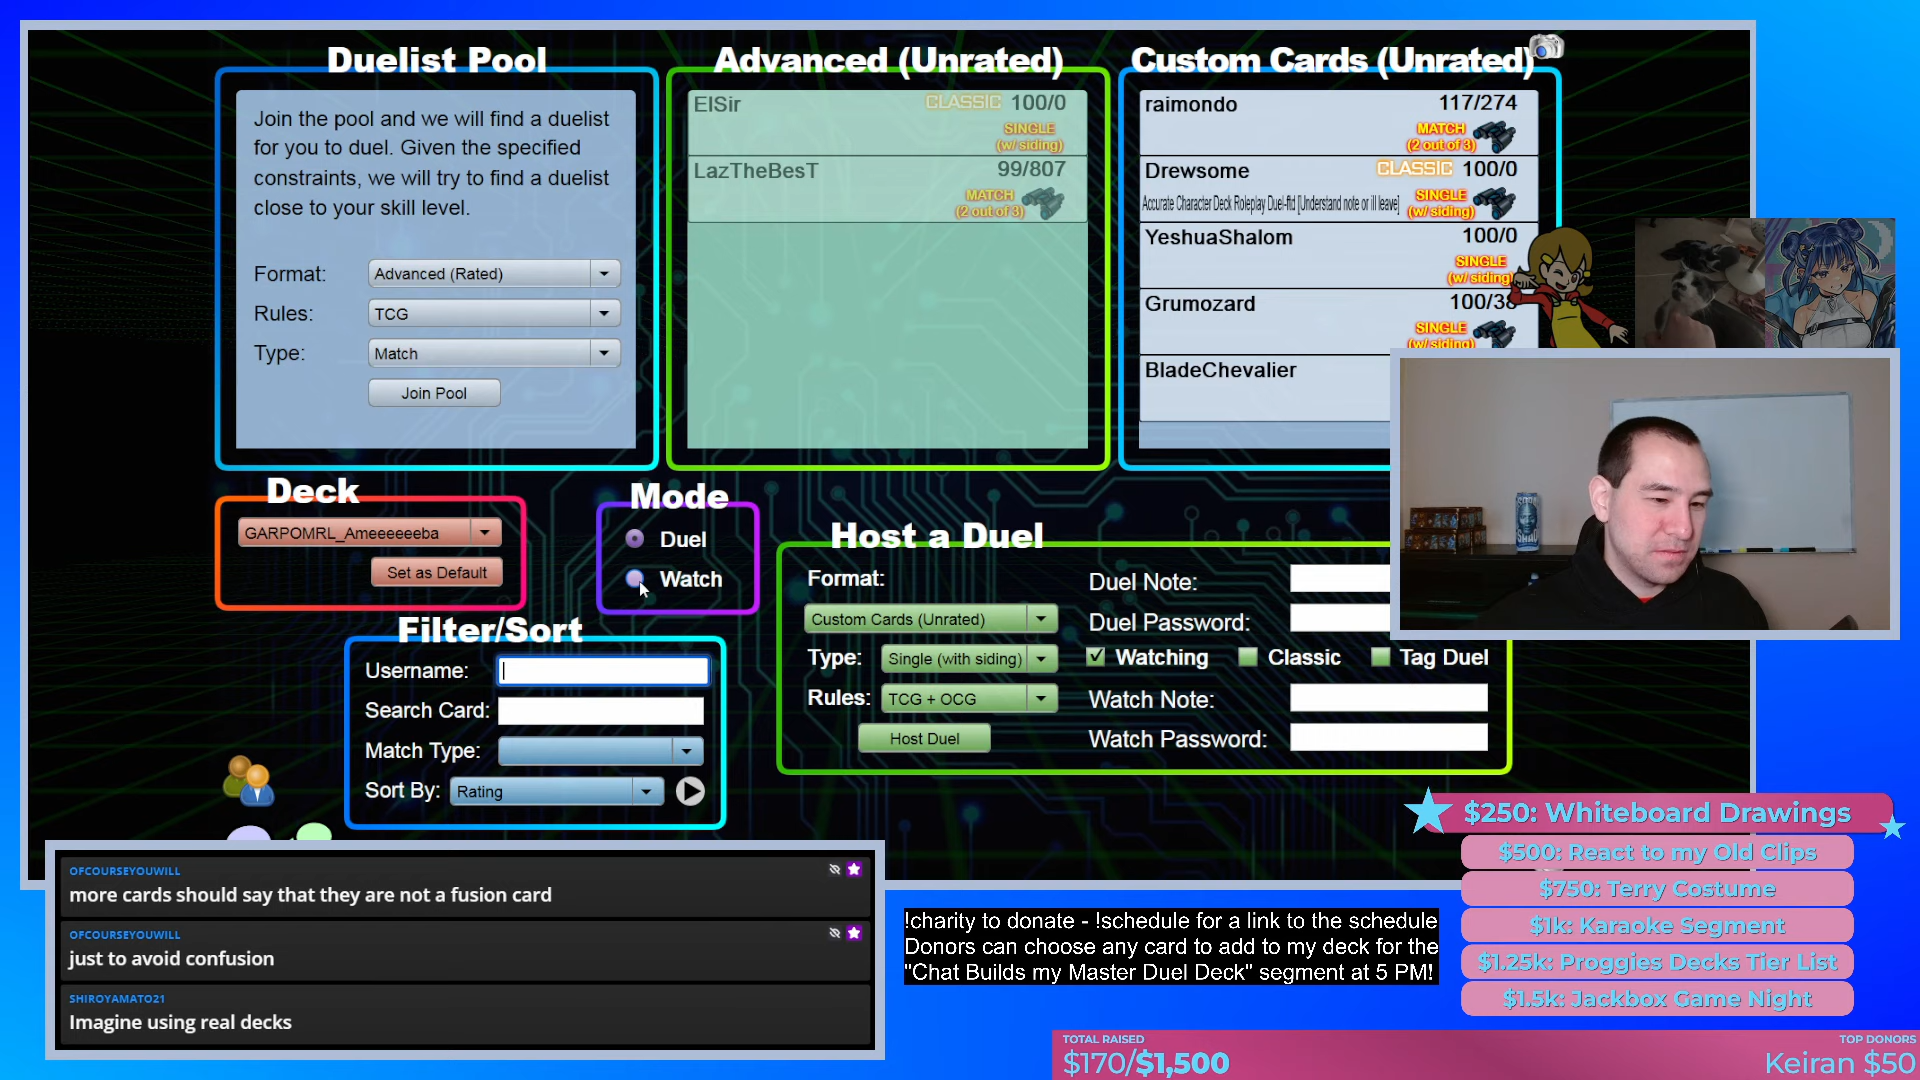 Duelist Pool
Join the pool and we will find a duelist
for you to duel. Given the specified
constraints, we will try to find a duelist
close to your skill level.
Format: Advanced (Rated)
Rules: TCG
Type: Match
Join Pool
Advanced (Unrated)
ElSir CLASSIC 100/0
SINGLE
(w/ siding)
LazTheBesT 99/807
MATCH
(2 out of 3)
Custom Cards (Unrated)
raimondo 117/274
MATCH
(2 out of 3)
Drewsome CLASSIC 100/0
Accurate Character Deck Roleplay Duel-ftd [Understand note or ill leave] SINGLE
(w/ siding)
YeshuaShalom 100/0
SINGLE
(w/ siding)
Grumozard 100/38
SINGLE
(w/ siding)
BladeChevalier
Deck
GARPOMRL_Ameeeeeeba
Set as Default
Mode
Duel
Watch
Filter/Sort
Username:
Search Card:
Match Type:
Sort By: Rating
Host a Duel
Format:
Custom Cards (Unrated)
Type: Single (with siding)
Rules: TCG + OCG
Host Duel
Duel Note:
Duel Password:
Watching Classic Tag Duel
Watch Note:
Watch Password:
OFCOURSEYOUWILL
more cards should say that they are not a fusion card
OFCOURSEYOUWILL
just to avoid confusion
SHIROYAMATO21
Imagine using real decks
!charity to donate - !schedule for a link to the schedule
Donors can choose any card to add to my deck for the
"Chat Builds my Master Duel Deck" segment at 5 PM!
$250: Whiteboard Drawings
$500: React to my Old Clips
$750: Terry Costume
$1k: Karaoke Segment
$1.25k: Proggies Decks Tier List
$1.5k: Jackbox Game Night
TOTAL RAISED
$170/$1,500
TOP DONORS
Keiran $50